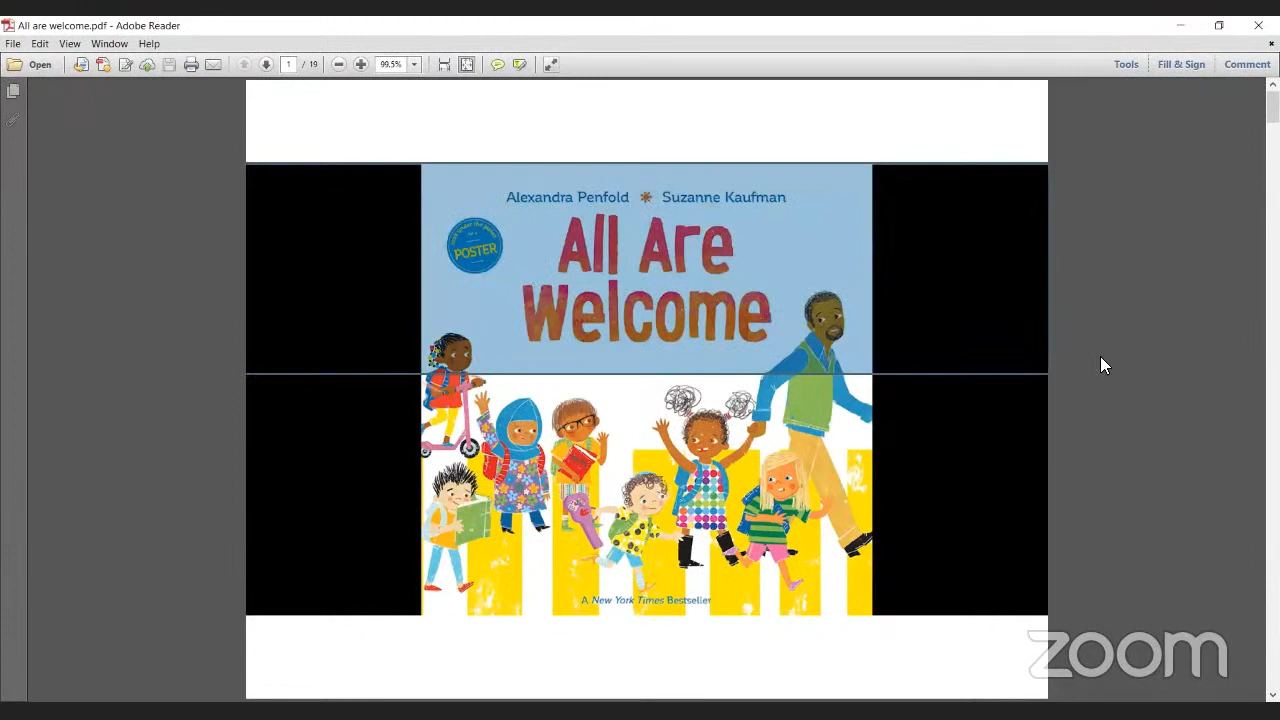 All are welcome.pdf - Adobe Reader
File Edit View Window Help
Open 1 / 19 99.5% Tools Fill & Sign Comment
Alexandra Penfold Suzanne Kaufman
All Are
Welcome
POSTER
A New York Times Bestseller
zoom